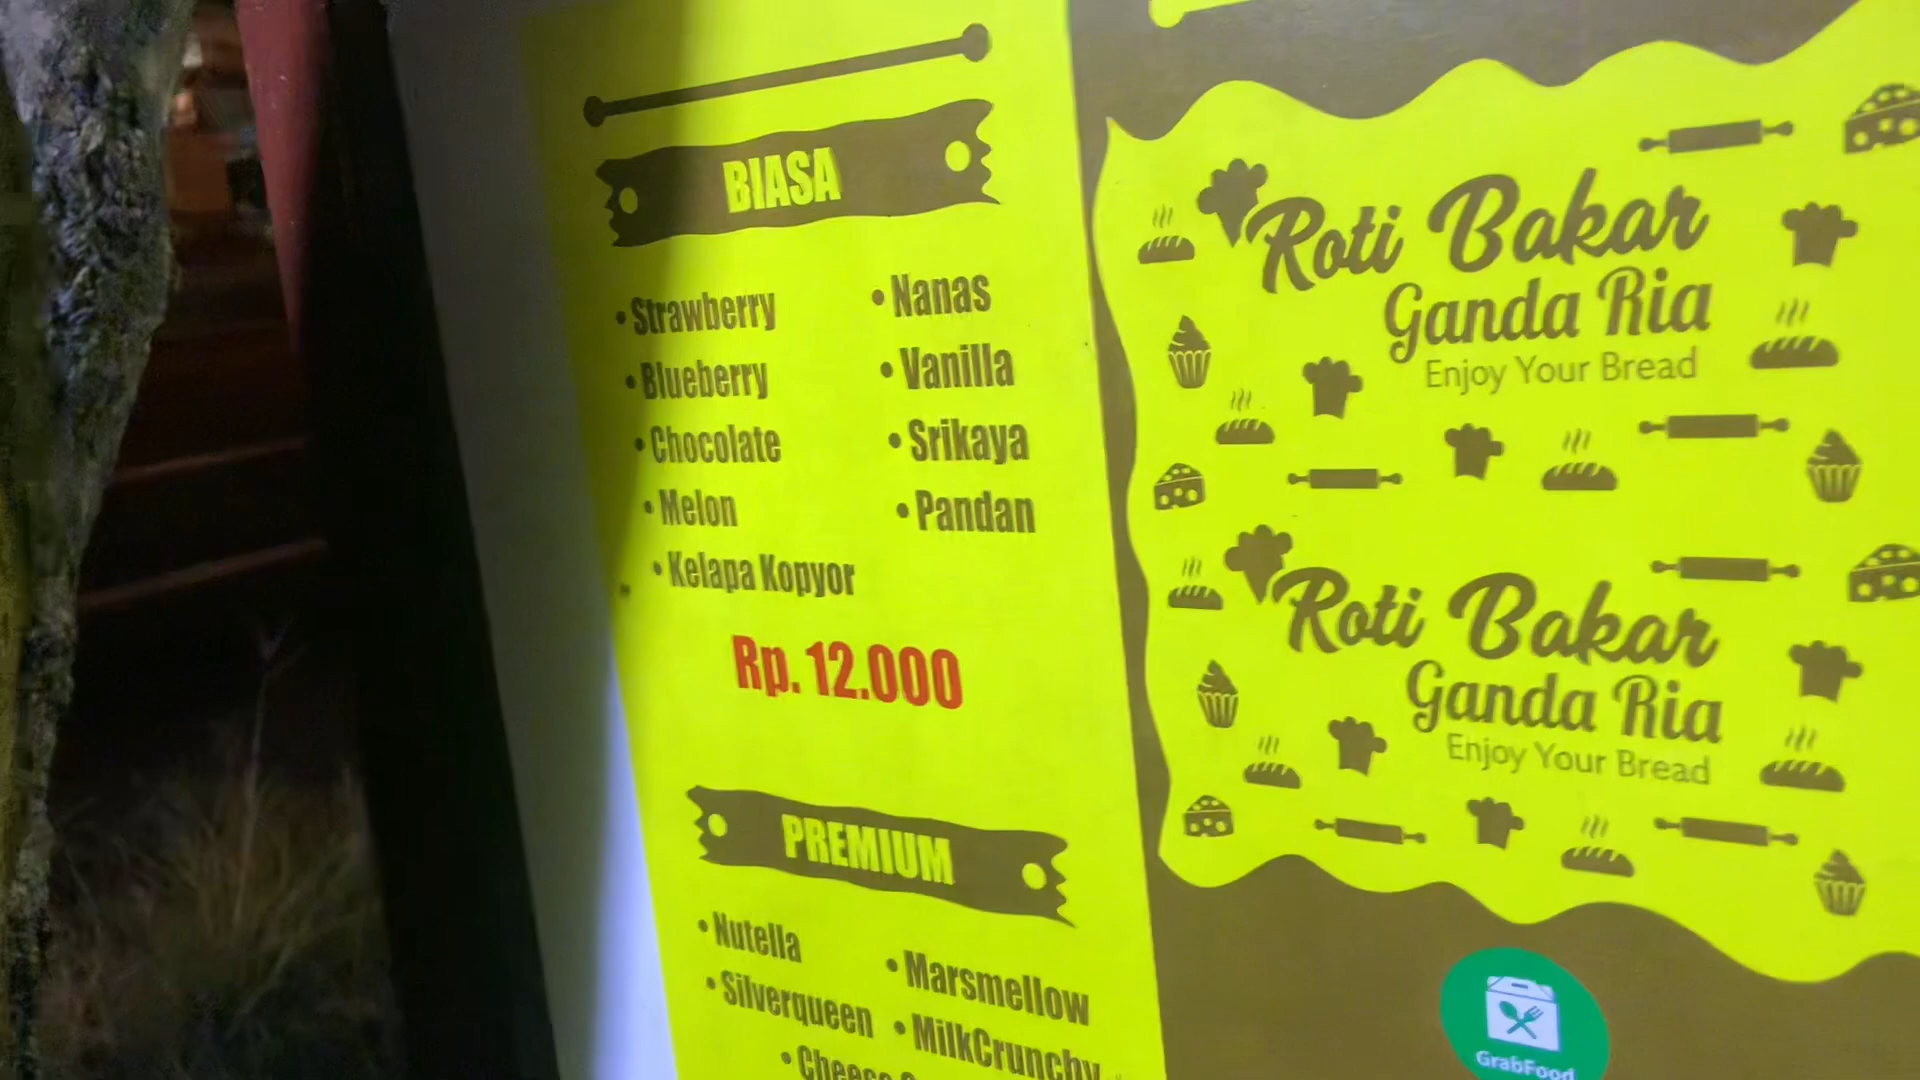 BIASA
• Strawberry
• Blueberry
• Chocolate
• Melon
• Kelapa Kopyor
• Nanas
• Vanilla
• Srikaya
• Pandan
Rp. 12.000
PREMIUM
• Nutella
• Silverqueen
• Marsmellow
• MilkCrunchy
• Cheese
Roti Bakar
Ganda Ria
Enjoy Your Bread
Roti Bakar
Ganda Ria
Enjoy Your Bread
GrabFood